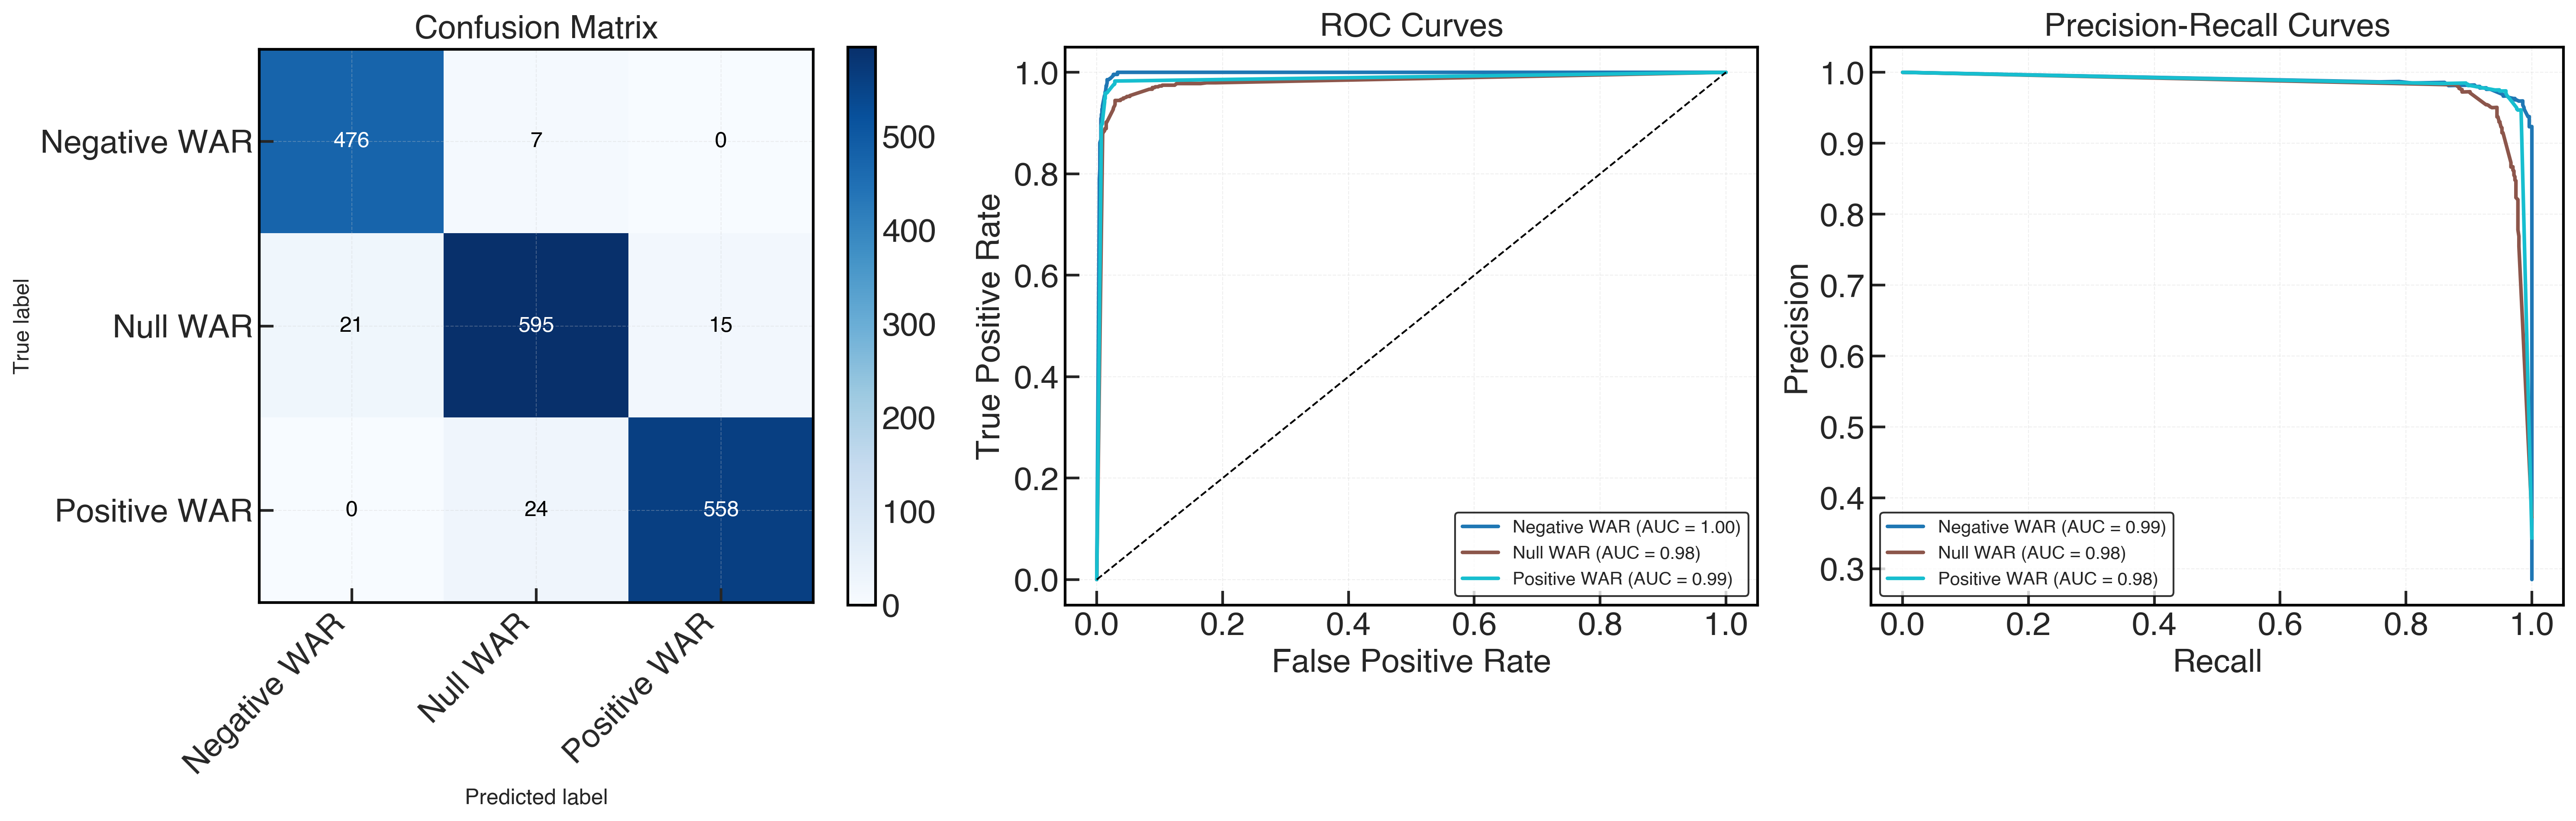 Confusion Matrix
True label
Negative WAR
Null WAR
Positive WAR
476 7 0
21 595 15
0 24 558
Negative WAR
Null WAR
Positive WAR
Predicted label
500
400
300
200
100
0
ROC Curves
True Positive Rate
1.0
0.8
0.6
0.4
0.2
0.0
Negative WAR (AUC = 1.00)
Null WAR (AUC = 0.98)
Positive WAR (AUC = 0.99)
0.0 0.2 0.4 0.6 0.8 1.0
False Positive Rate
Precision-Recall Curves
Precision
1.0
0.9
0.8
0.7
0.6
0.5
0.4
0.3
Negative WAR (AUC = 0.99)
Null WAR (AUC = 0.98)
Positive WAR (AUC = 0.98)
0.0 0.2 0.4 0.6 0.8 1.0
Recall